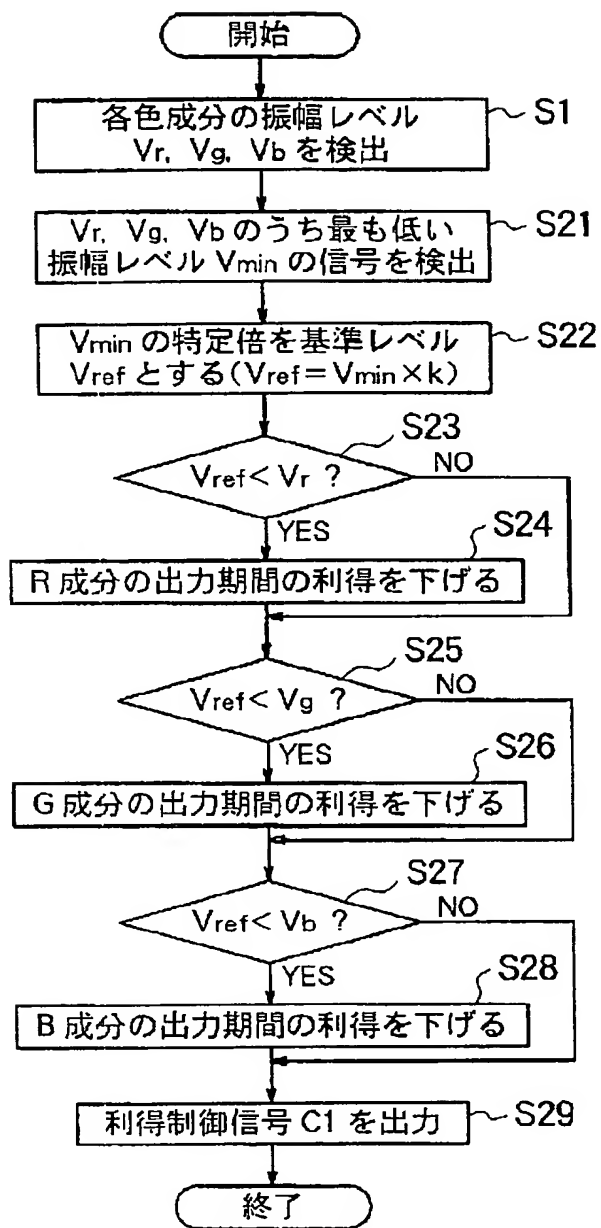 開始
各色成分の振幅レベル
Vr, Vg, Vb を検出
S1
Vr, Vg, Vb のうち最も低い
振幅レベル Vmin の信号を検出
S21
Vmin の特定倍を基準レベル
Vref とする(Vref=Vmin×k)
S22
S23
Vref< Vr ?
NO
YES
S24
R 成分の出力期間の利得を下げる
S25
Vref< Vg ?
NO
YES
S26
G 成分の出力期間の利得を下げる
S27
Vref< Vb ?
NO
YES
S28
B 成分の出力期間の利得を下げる
利得制御信号 C1 を出力
S29
終了